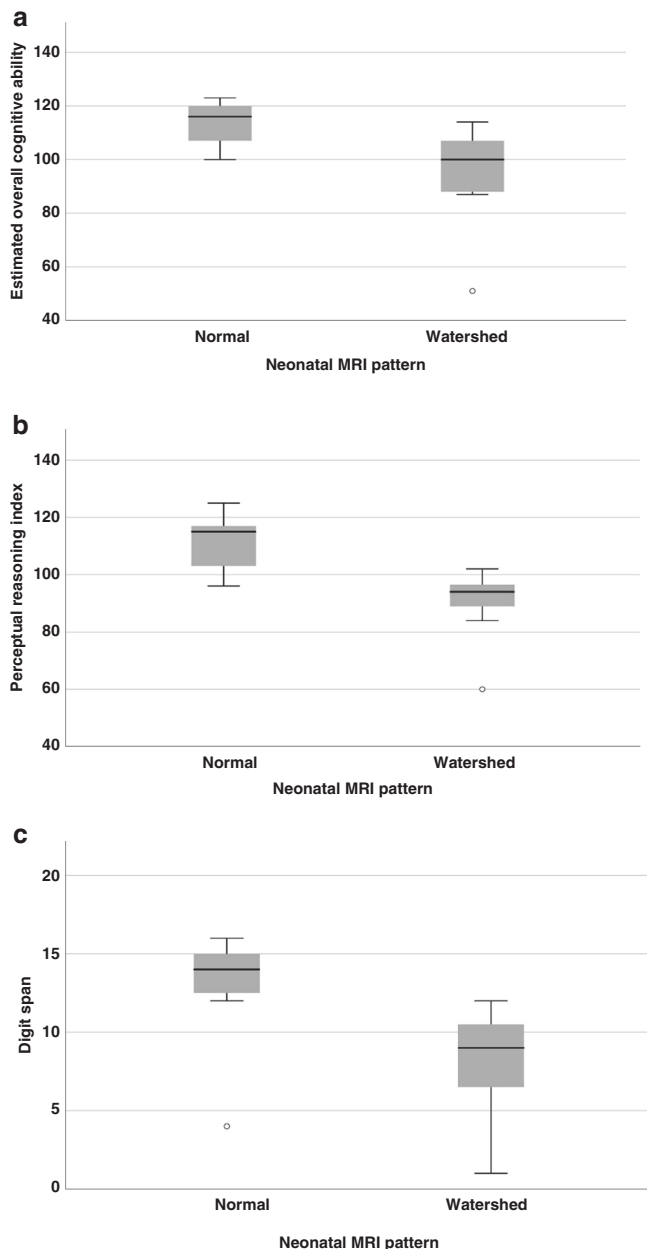 a
Estimated overall cognitive ability
140
120
100
80
60
40
Normal
Watershed
Neonatal MRI pattern
b
Perceptual reasoning index
140
120
100
80
60
40
Normal
Watershed
Neonatal MRI pattern
c
Digit span
20
15
10
5
0
Normal
Watershed
Neonatal MRI pattern